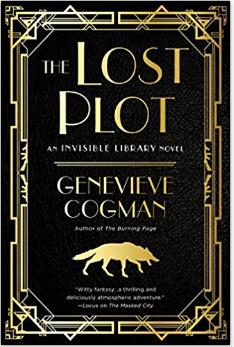 THE LOST
PLOT
AN INVISIBLE LIBRARY NOVEL
GENEVIEVE
COGMAN
Author of The Burning Page
"Witty fantasy...a thrilling and
deliciously atmospheric adventure."
—Locus on The Masked City